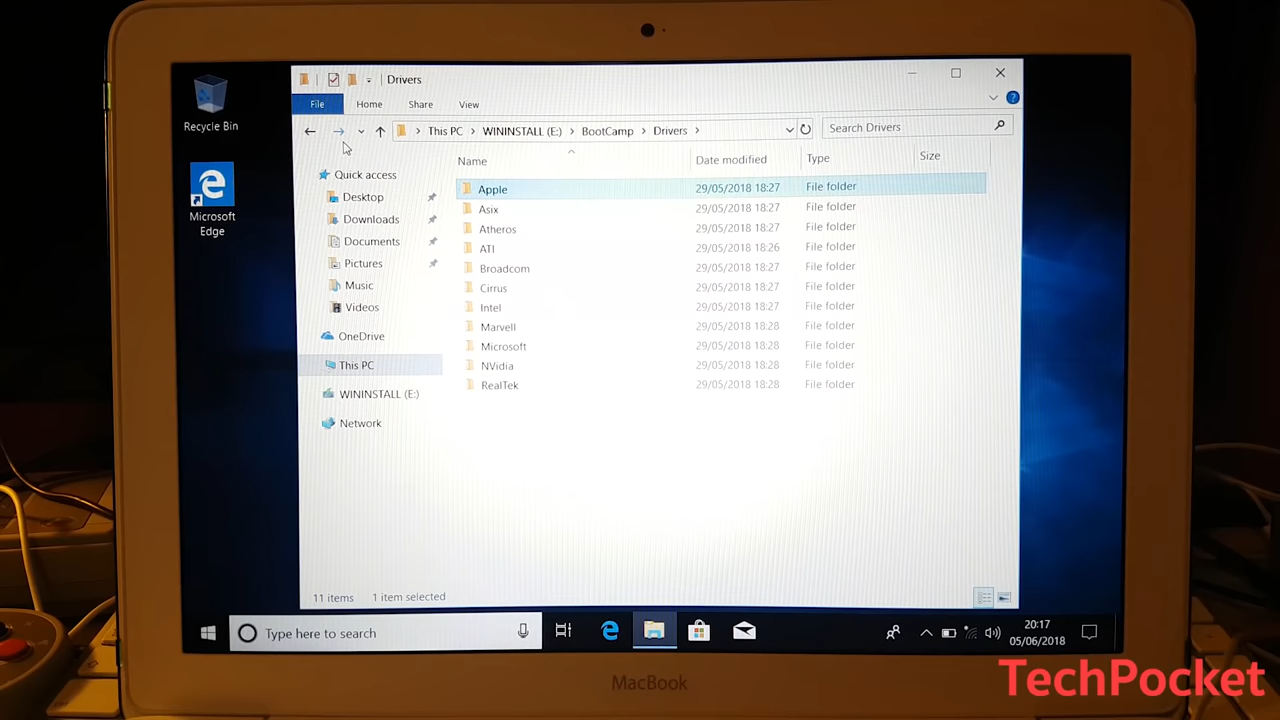 Drivers
File Home Share View
This PC WININSTALL (E:) BootCamp Drivers
Search Drivers
Name Date modified Type Size
Recycle Bin
Microsoft
Edge
Quick access
Desktop
Downloads
Documents
Pictures
Music
Videos
OneDrive
This PC
WININSTALL (E:)
Network
Apple 29/05/2018 18:27 File folder
Asix 29/05/2018 18:27 File folder
Atheros 29/05/2018 18:27 File folder
ATI 29/05/2018 18:26 File folder
Broadcom 29/05/2018 18:27 File folder
Cirrus 29/05/2018 18:27 File folder
Intel 29/05/2018 18:27 File folder
Marvell 29/05/2018 18:28 File folder
Microsoft 29/05/2018 18:28 File folder
NVidia 29/05/2018 18:28 File folder
RealTek 29/05/2018 18:28 File folder
11 items 1 item selected
Type here to search
20:17
05/06/2018
MacBook
TechPocket